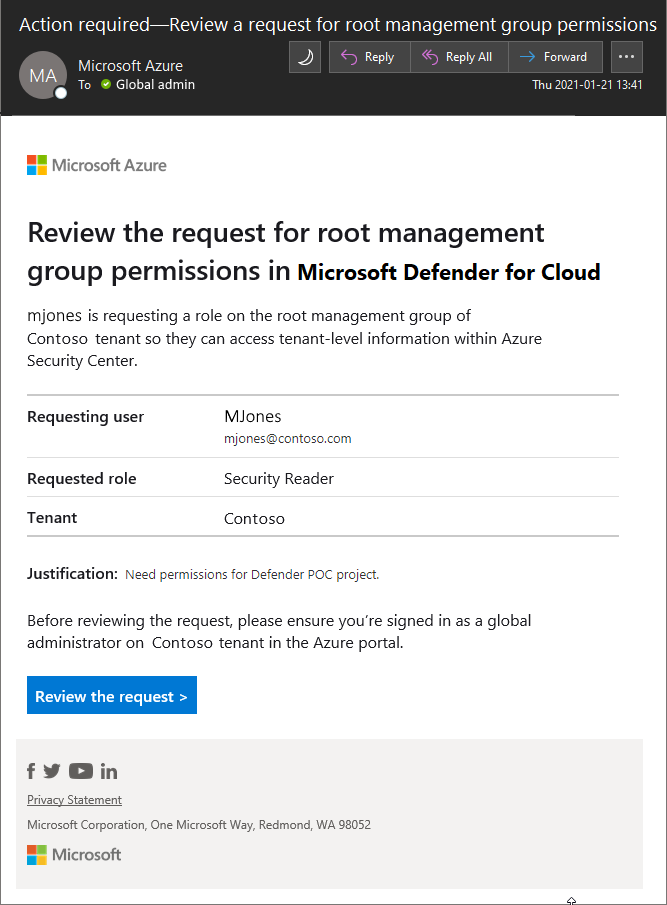 Action required—Review a request for root management group permissions
MA
Microsoft Azure
To Global admin
Reply
Reply All
Forward
Thu 2021-01-21 13:41
Microsoft Azure
Review the request for root management
group permissions in Microsoft Defender for Cloud
mjones is requesting a role on the root management group of
Contoso tenant so they can access tenant-level information within Azure
Security Center.
Requesting user MJones
mjones@contoso.com
Requested role Security Reader
Tenant Contoso
Justification: Need permissions for Defender POC project.
Before reviewing the request, please ensure you're signed in as a global
administrator on Contoso tenant in the Azure portal.
Review the request >
Privacy Statement
Microsoft Corporation, One Microsoft Way, Redmond, WA 98052
Microsoft